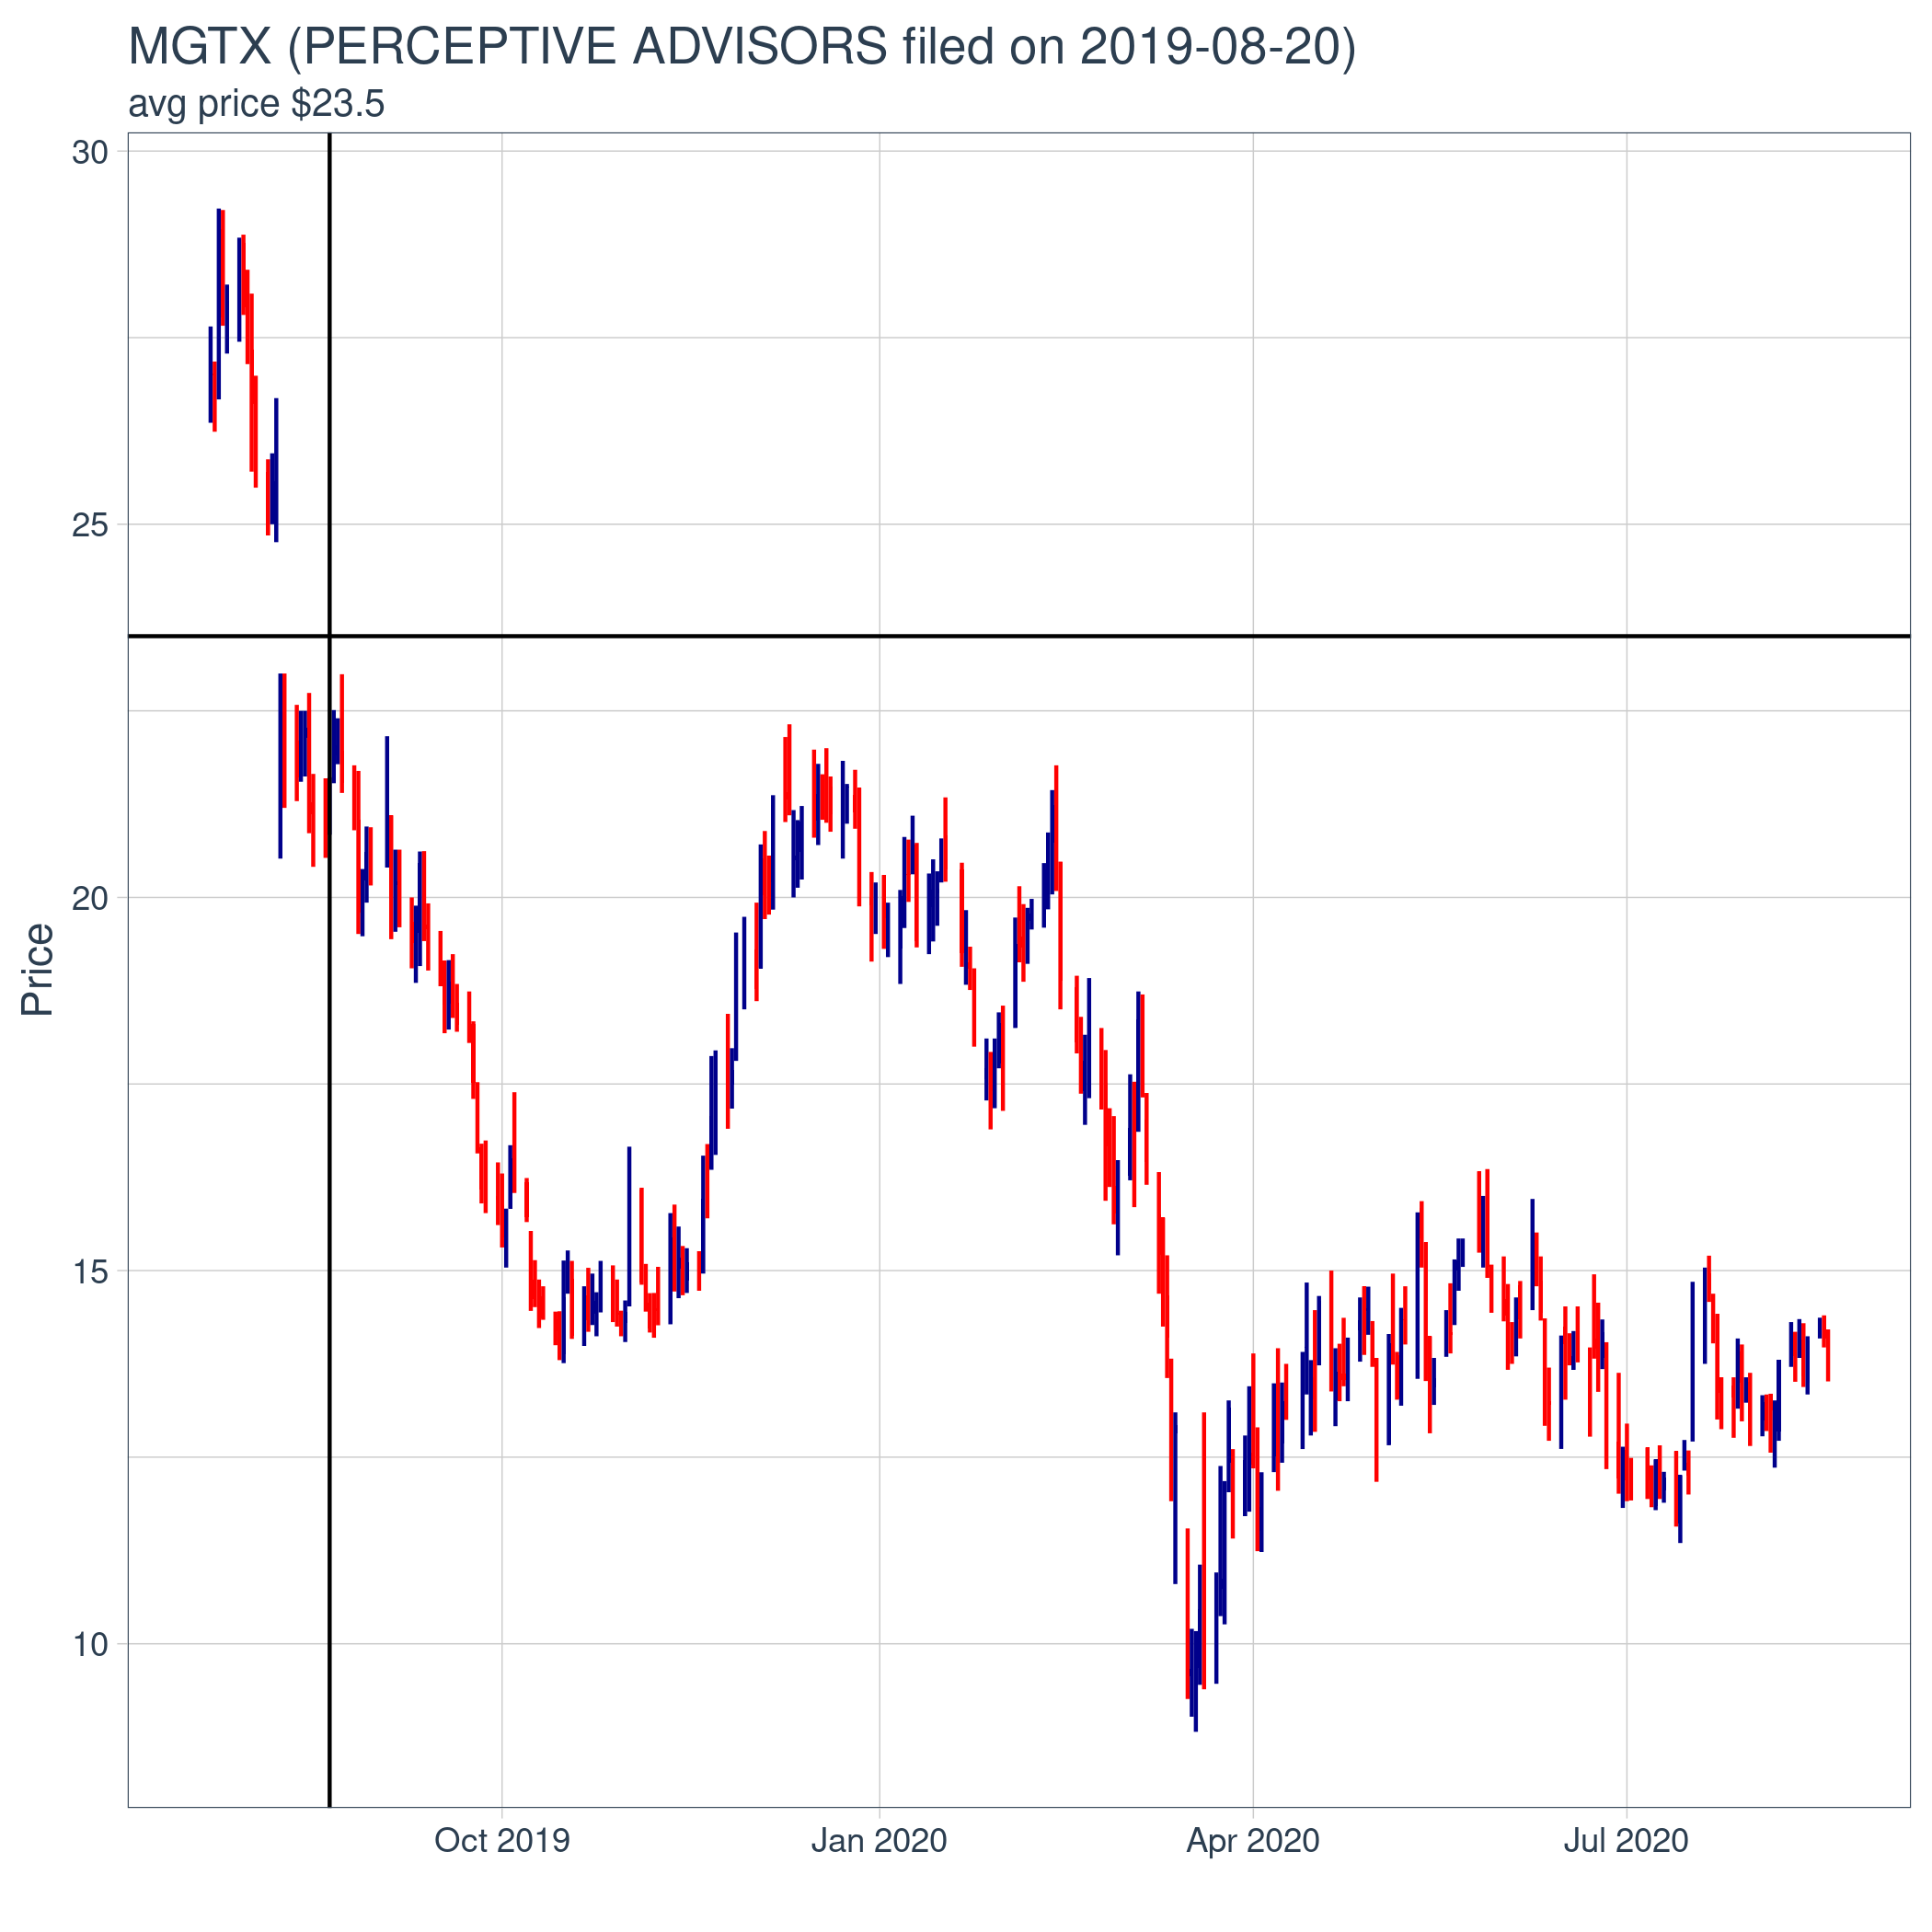 MGTX (PERCEPTIVE ADVISORS filed on 2019-08-20)
avg price $23.5
30
25
20
15
10
Price
Oct 2019
Jan 2020
Apr 2020
Jul 2020